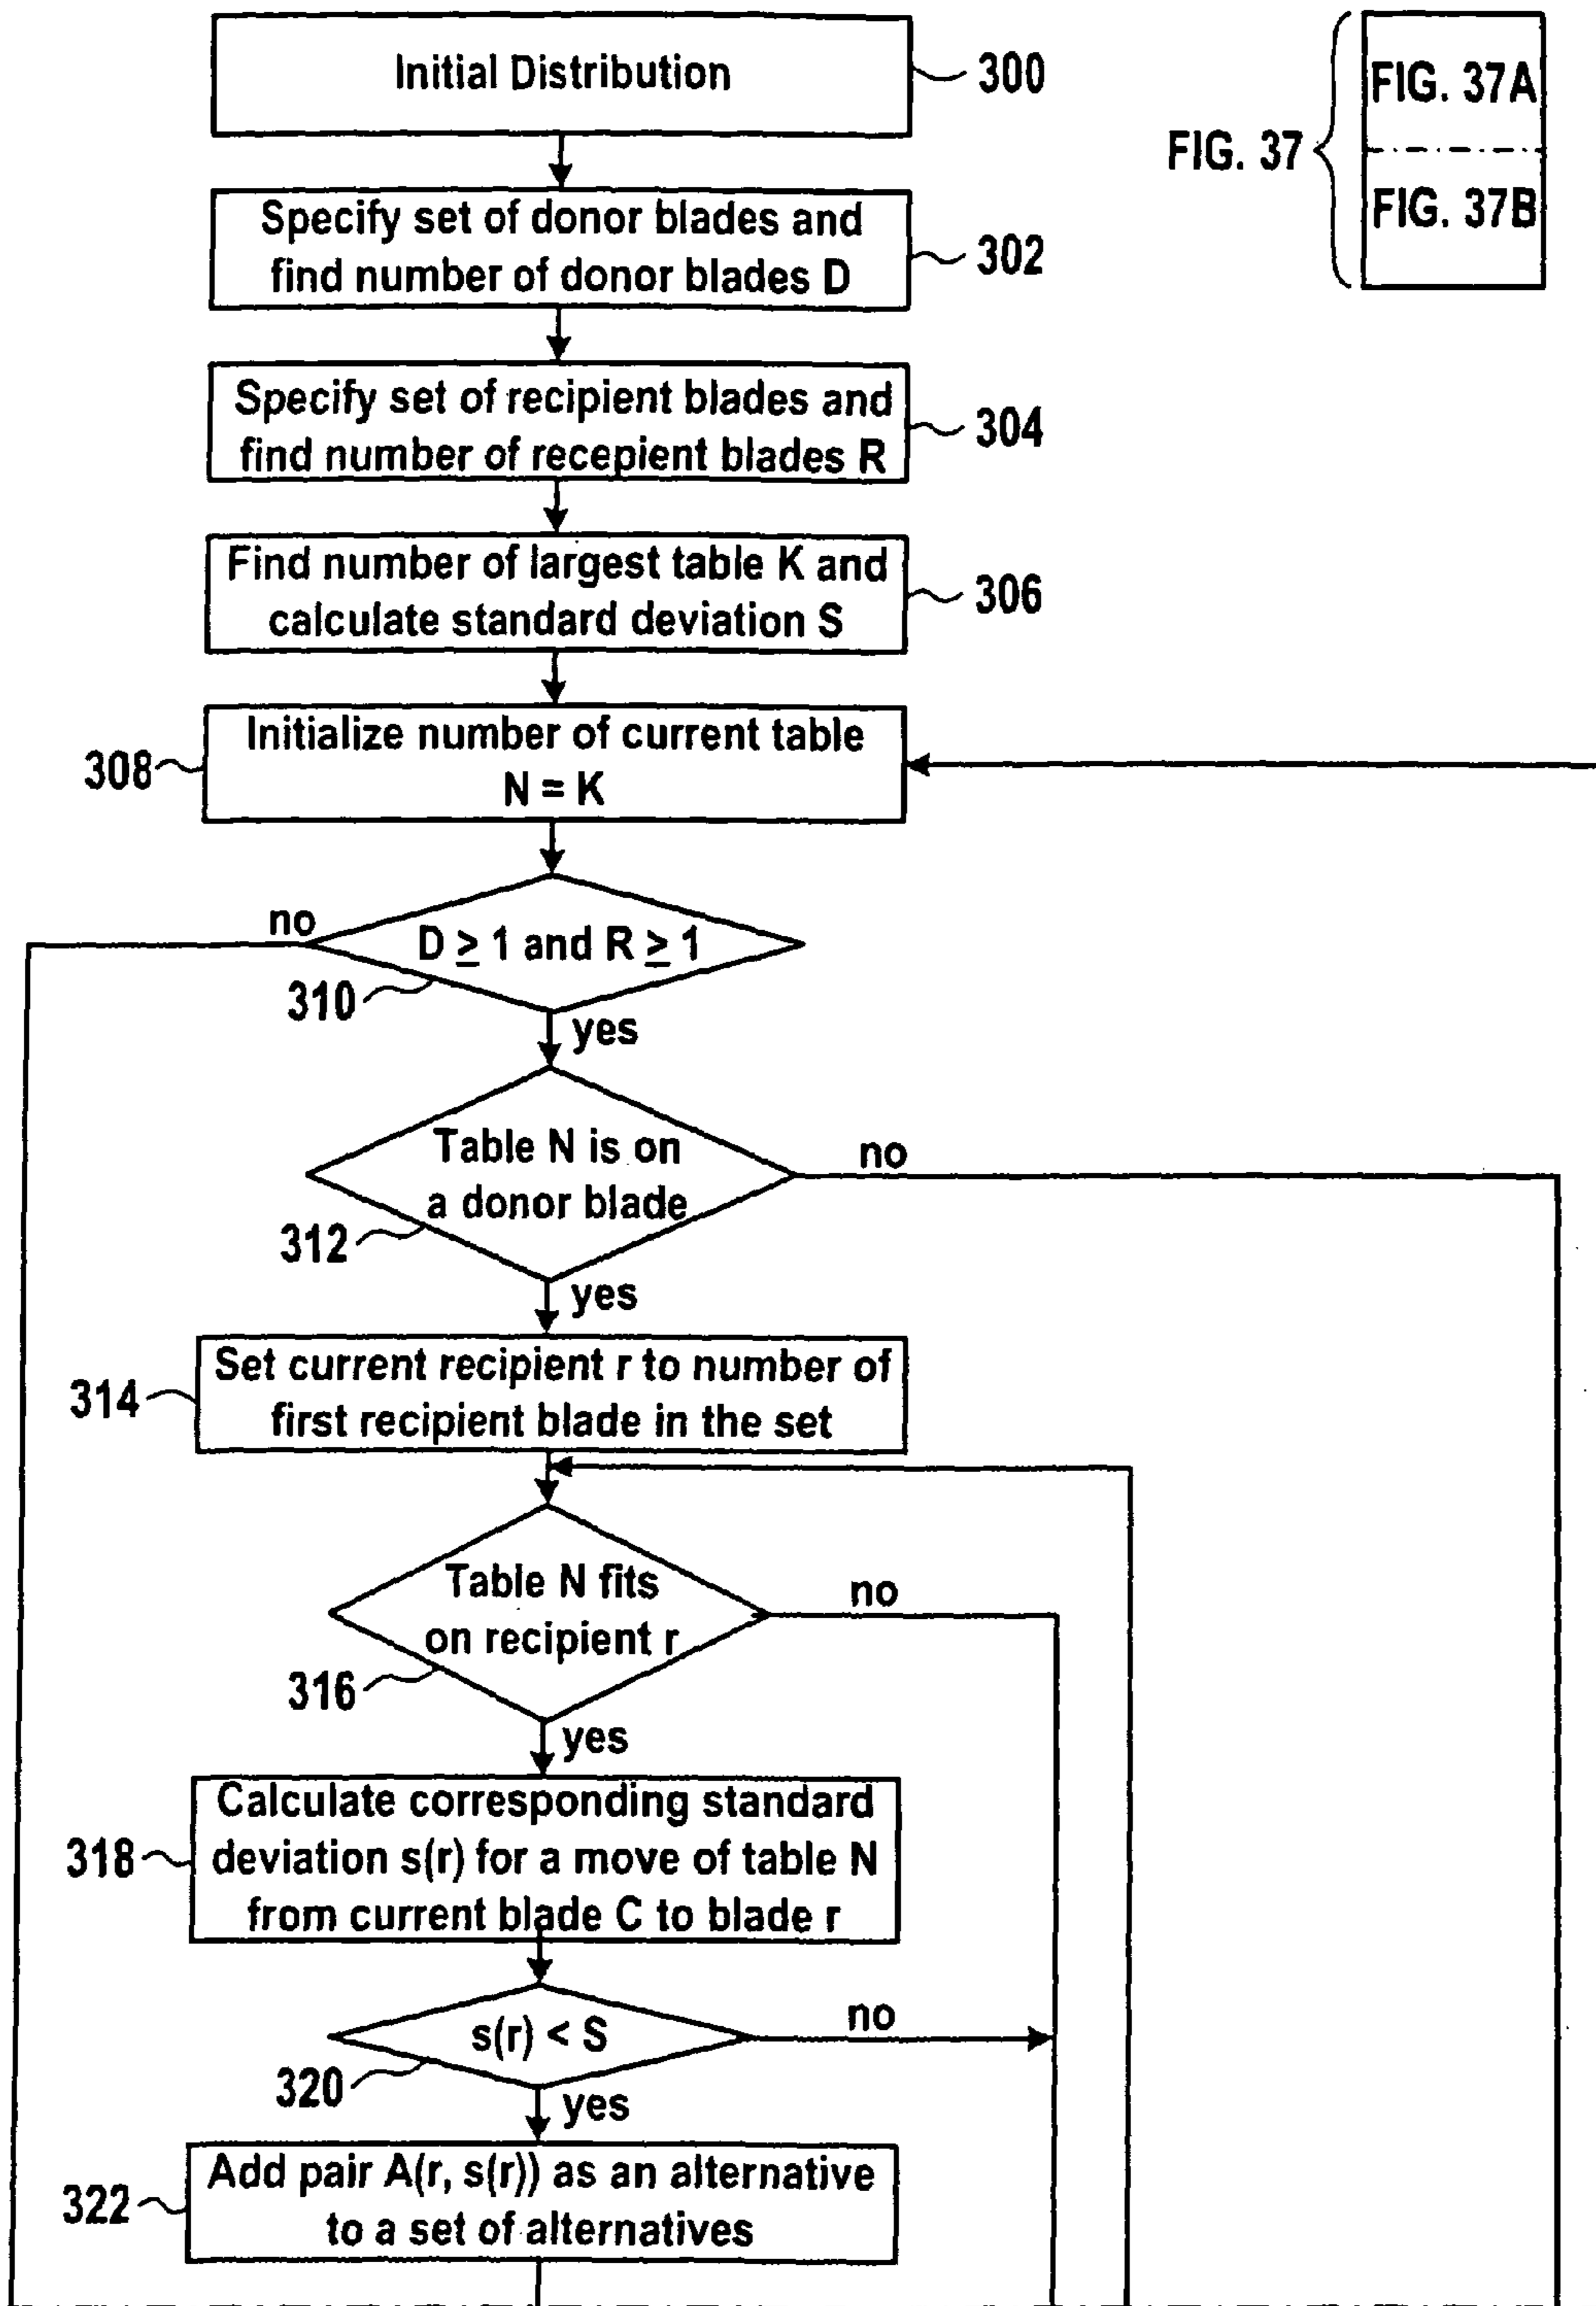 Initial Distribution
300
FIG. 37
FIG. 37A
FIG. 37B
Specify set of donor blades and
find number of donor blades D
302
Specify set of recipient blades and
find number of recepient blades R
304
Find number of largest table K and
calculate standard deviation S
306
308
Initialize number of current table
N = K
no
D ≥ 1 and R ≥ 1
310
yes
Table N is on
a donor blade
no
312
yes
314
Set current recipient r to number of
first recipient blade in the set
Table N fits
on recipient r
no
316
yes
318
Calculate corresponding standard
deviation s(r) for a move of table N
from current blade C to blade r
s(r) < S
no
320
yes
322
Add pair A(r, s(r)) as an alternative
to a set of alternatives